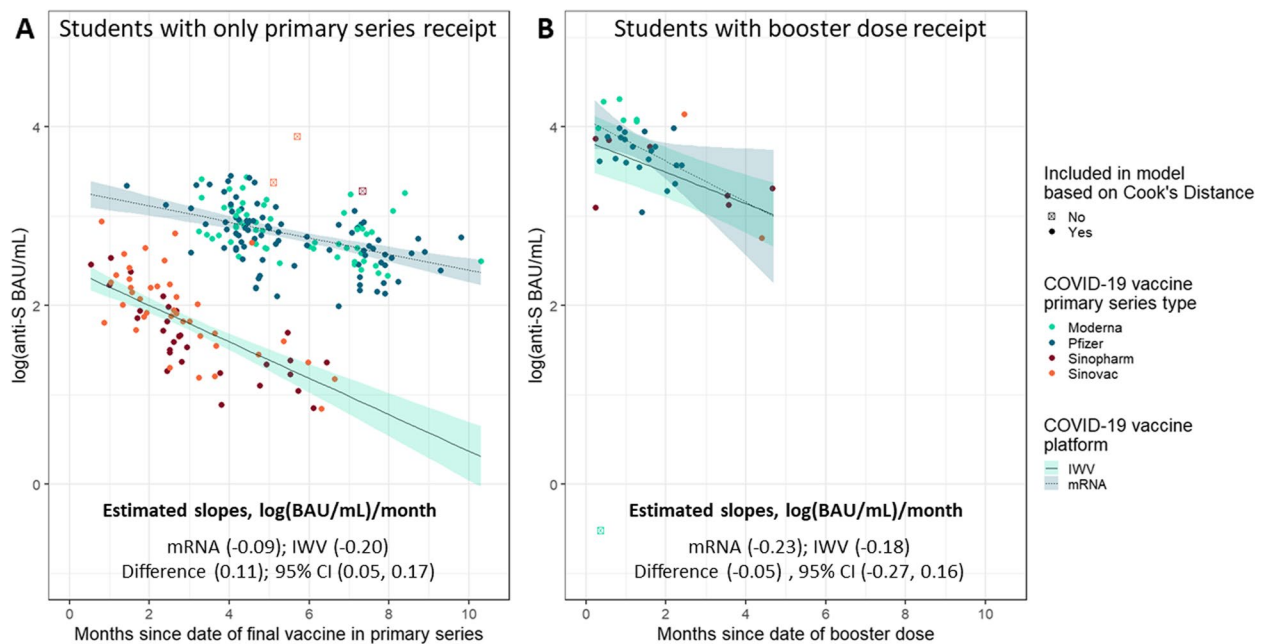 A
Students with only primary series receipt
log(anti-S BAU/mL)
4
2
0
Estimated slopes, log(BAU/mL)/month
mRNA (-0.09); IWV (-0.20)
Difference (0.11); 95% CI (0.05, 0.17)
0 2 4 6 8 10
Months since date of final vaccine in primary series
B
Students with booster dose receipt
log(anti-S BAU/mL)
4
2
0
Estimated slopes, log(BAU/mL)/month
mRNA (-0.23); IWV (-0.18)
Difference (-0.05) , 95% CI (-0.27, 0.16)
0 2 4 6 8 10
Months since date of booster dose
Included in model
based on Cook's Distance
No
Yes
COVID-19 vaccine
primary series type
Moderna
Pfizer
Sinopharm
Sinovac
COVID-19 vaccine
platform
IWV
mRNA